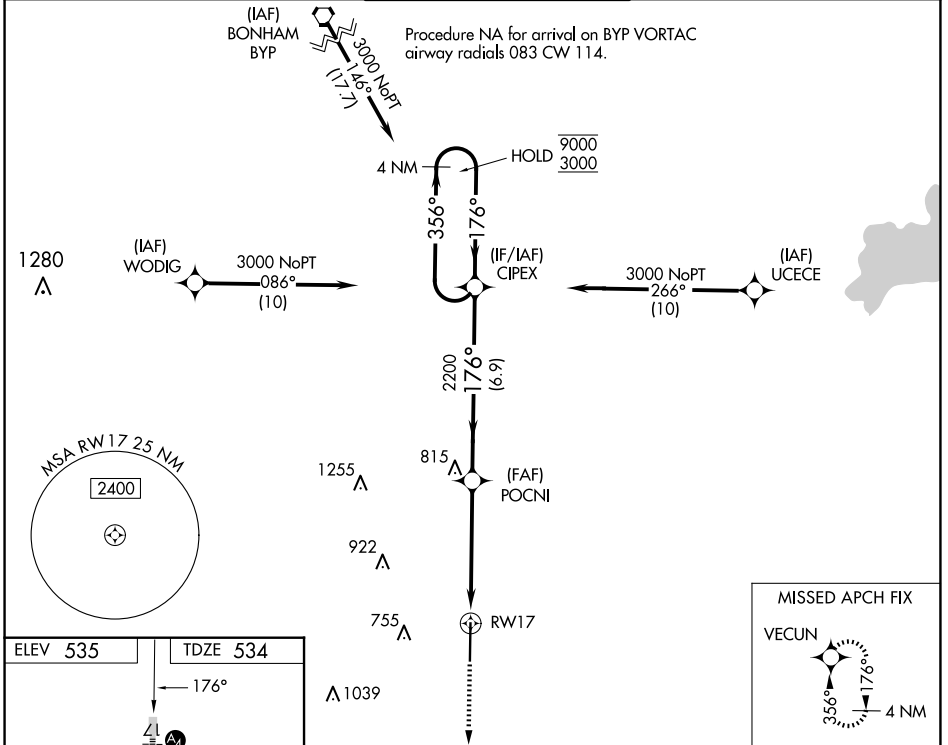 (IAF)
BONHAM
BYP
3000 NoPT
146°
(17.7)
Procedure NA for arrival on BYP VORTAC
airway radials 083 CW 114.
4 NM
HOLD
9000
3000
356°
176°
1280
(IAF)
WODIG
3000 NoPT
086°
(10)
(IF/IAF)
CIPEX
3000 NoPT
266°
(10)
(IAF)
UCECE
2200
176°
(6.9)
MSA RW17 25 NM
2400
1255
815
(FAF)
POCNI
922
755
RW17
1039
ELEV 535
TDZE 534
176°
17
A4
MISSED APCH FIX
VECUN
356°
176°
4 NM